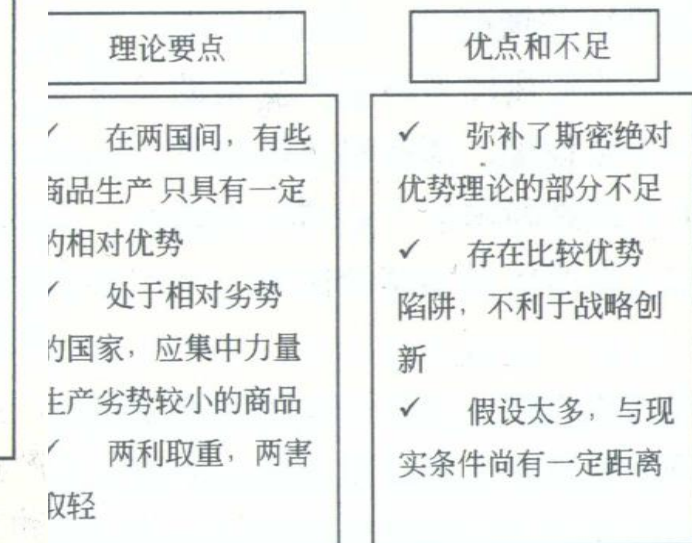 理论要点
✓ 在两国间，有些
商品生产 只具有一定
的相对优势
✓ 处于相对劣势
的国家，应集中力量
生产劣势较小的商品
✓ 两利取重，两害
取轻
优点和不足
✓ 弥补了斯密绝对
优势理论的部分不足
✓ 存在比较优势
陷阱，不利于战略创
新
✓ 假设太多，与现
实条件尚有一定距离